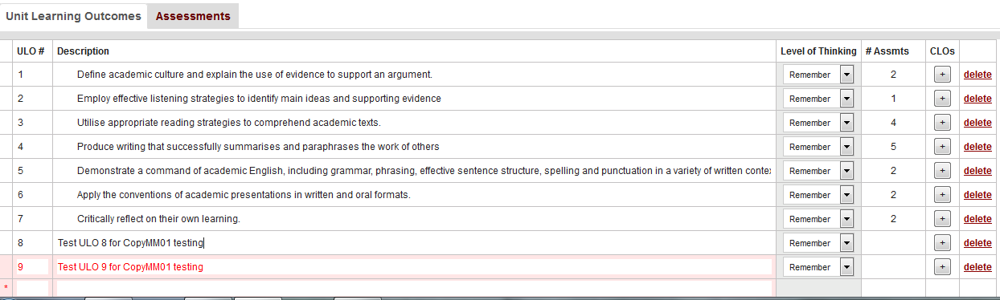 Unit Learning Outcomes Assessments
ULO # Description Level of Thinking # Assmts CLOs
1 Define academic culture and explain the use of evidence to support an argument. Remember 2 + delete
2 Employ effective listening strategies to identify main ideas and supporting evidence Remember 1 + delete
3 Utilise appropriate reading strategies to comprehend academic texts. Remember 4 + delete
4 Produce writing that successfully summarises and paraphrases the work of others Remember 5 + delete
5 Demonstrate a command of academic English, including grammar, phrasing, effective sentence structure, spelling and punctuation in a variety of written conte Remember 2 + delete
6 Apply the conventions of academic presentations in written and oral formats. Remember 2 + delete
7 Critically reflect on their own learning. Remember 2 + delete
8 Test ULO 8 for CopyMM01 testing Remember + delete
9 Test ULO 9 for CopyMM01 testing Remember + delete
*